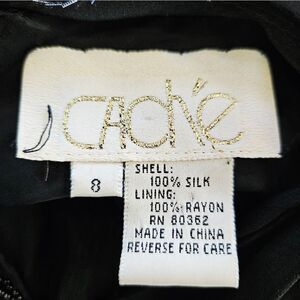 caché
8
SHELL:
100% SILK
LINING:
100% RAYON
RN 80362
MADE IN CHINA
REVERSE FOR CARE